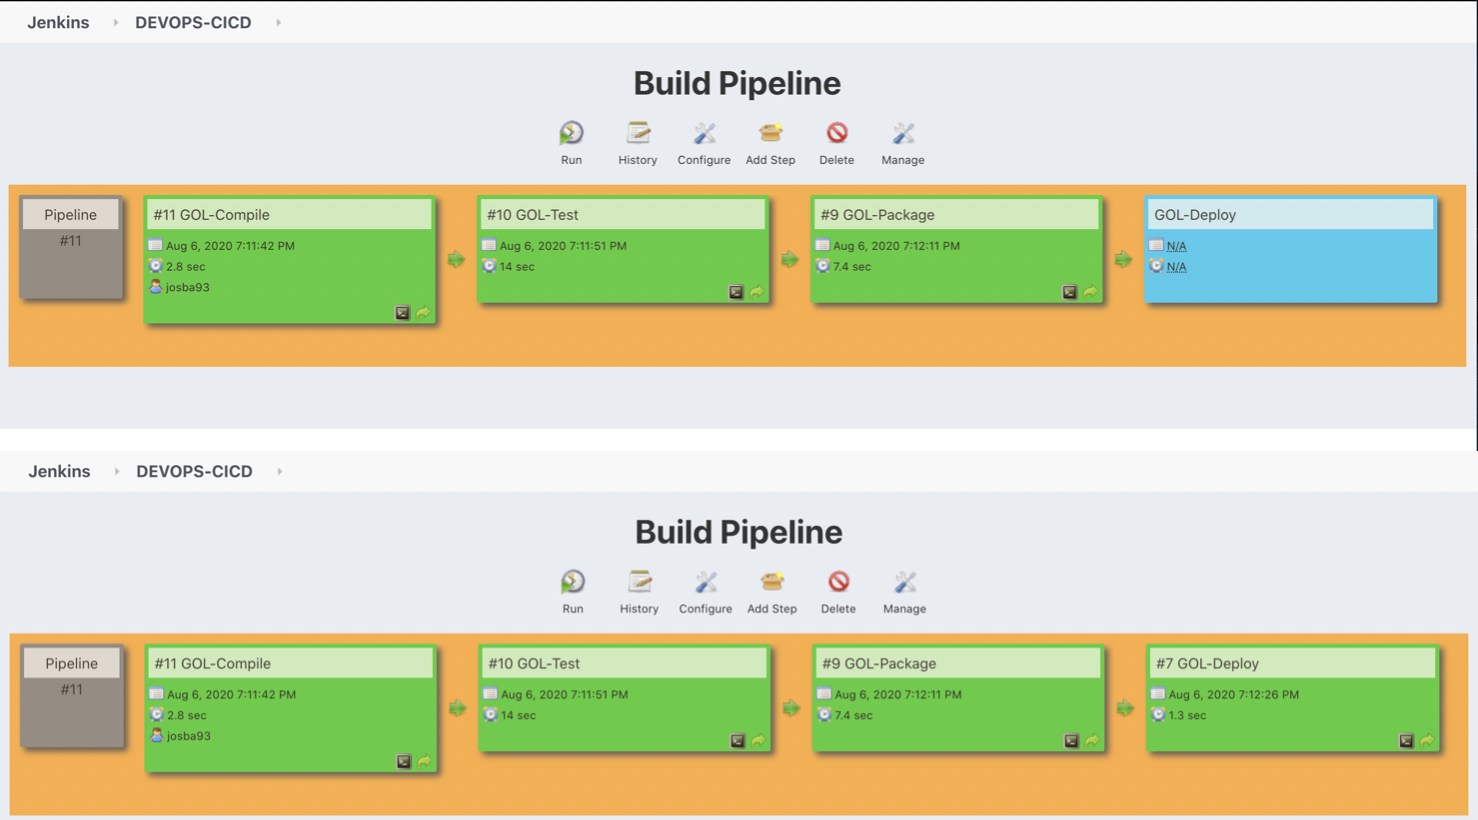 Jenkins DEVOPS-CICD
Build Pipeline
Run History Configure Add Step Delete Manage
Pipeline
#11
#11 GOL-Compile
Aug 6, 2020 7:11:42 PM
2.8 sec
josba93
#10 GOL-Test
Aug 6, 2020 7:11:51 PM
14 sec
#9 GOL-Package
Aug 6, 2020 7:12:11 PM
7.4 sec
GOL-Deploy
N/A
N/A
Jenkins DEVOPS-CICD
Build Pipeline
Run History Configure Add Step Delete Manage
Pipeline
#11
#11 GOL-Compile
Aug 6, 2020 7:11:42 PM
2.8 sec
josba93
#10 GOL-Test
Aug 6, 2020 7:11:51 PM
14 sec
#9 GOL-Package
Aug 6, 2020 7:12:11 PM
7.4 sec
#7 GOL-Deploy
Aug 6, 2020 7:12:26 PM
1.3 sec